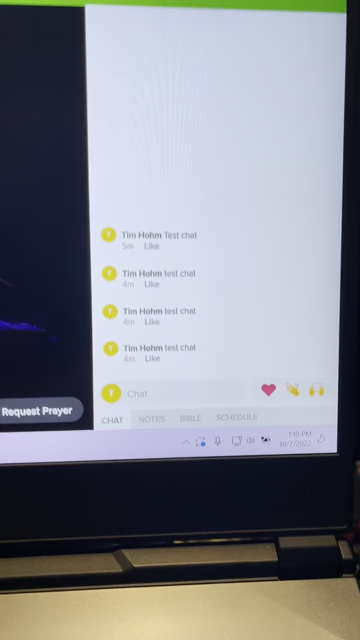 Tim Hohm Test chat
5m Like
Tim Hohm test chat
4m Like
Tim Hohm test chat
4m Like
Tim Hohm test chat
4m Like
T Chat
Request Prayer
CHAT NOTES BIBLE SCHEDULE
1:10 PM
10/7/2022